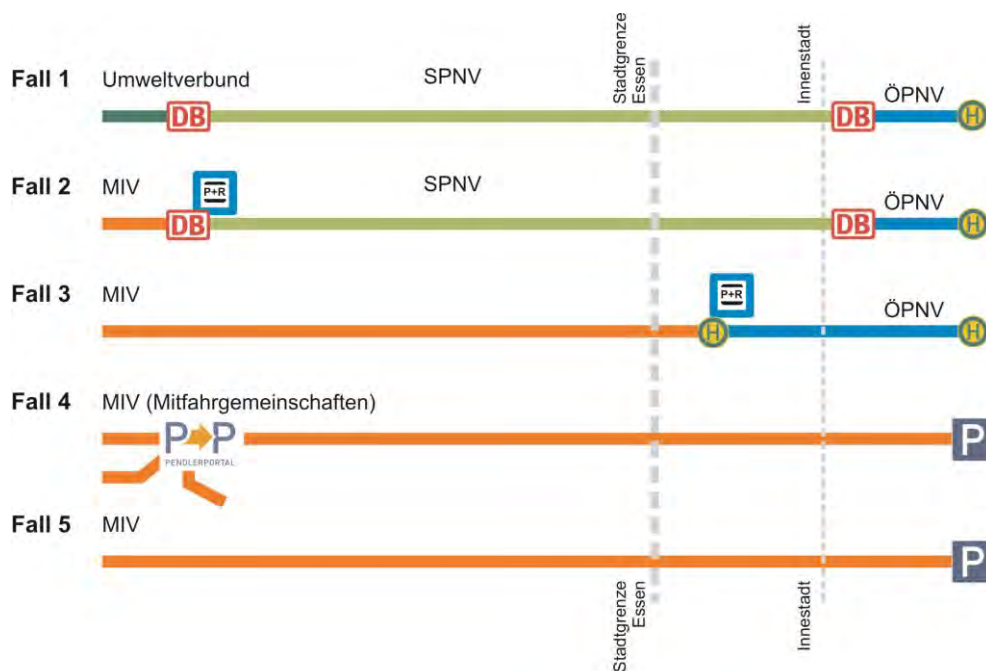 Stadtgrenze
Essen
Innenstadt
Fall 1 Umweltverbund SPNV ÖPNV
DB DB H
Fall 2 MIV P+R SPNV ÖPNV
DB DB H
Fall 3 MIV P+R ÖPNV
H H
Fall 4 MIV (Mitfahrgemeinschaften)
P P P
PENDLERPORTAL
Fall 5 MIV
P
Stadtgrenze
Essen
Innestadt